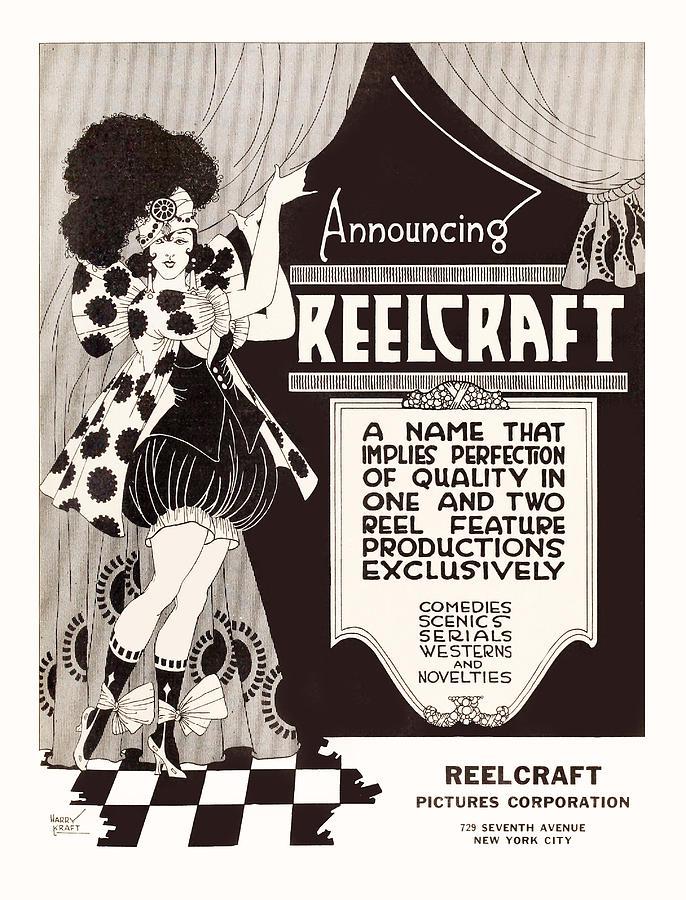 Announcing
REELCRAFT
A NAME THAT
IMPLIES PERFECTION
OF QUALITY IN
ONE AND TWO
REEL FEATURE
PRODUCTIONS
EXCLUSIVELY
COMEDIES
SCENICS
SERIALS
WESTERNS
AND
NOVELTIES
REELCRAFT
PICTURES CORPORATION
729 SEVENTH AVENUE
NEW YORK CITY
HARRY
KRAFT